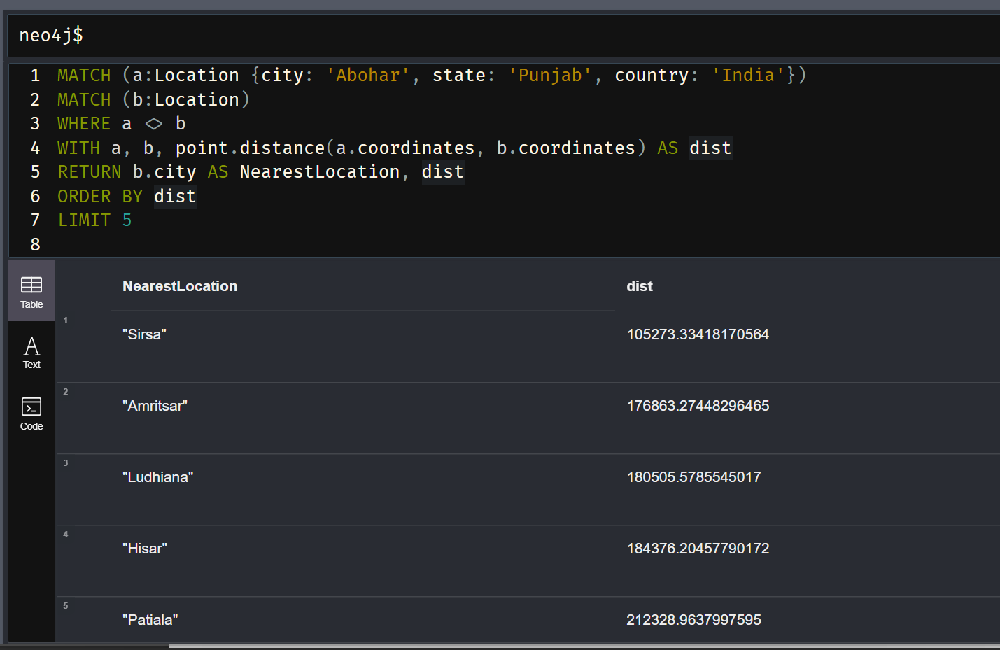 neo4j$
1 MATCH (a:Location {city: 'Abohar', state: 'Punjab', country: 'India'})
2 MATCH (b:Location)
3 WHERE a <> b
4 WITH a, b, point.distance(a.coordinates, b.coordinates) AS dist
5 RETURN b.city AS NearestLocation, dist
6 ORDER BY dist
7 LIMIT 5
8
Table
Text
Code
NearestLocation dist
1 "Sirsa" 105273.33418170564
2 "Amritsar" 176863.27448296465
3 "Ludhiana" 180505.5785545017
4 "Hisar" 184376.20457790172
5 "Patiala" 212328.9637997595